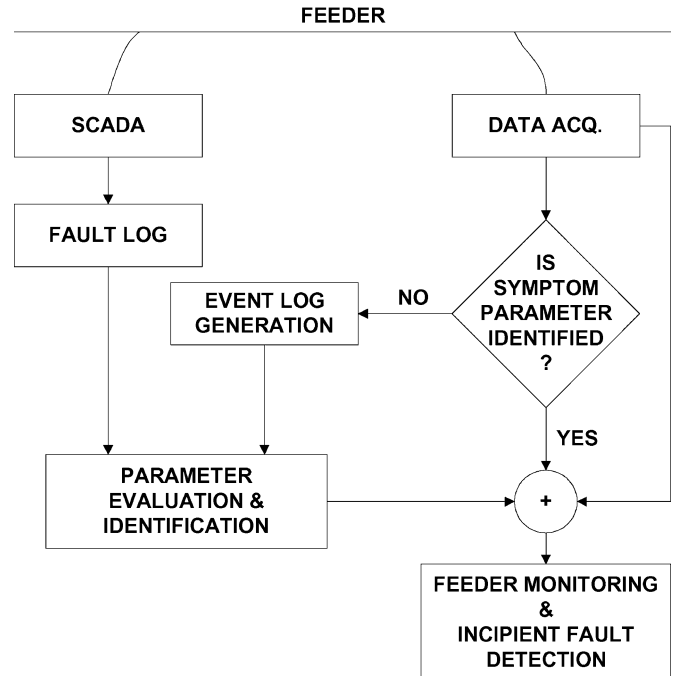 FEEDER
SCADA
DATA ACQ.
FAULT LOG
IS
SYMPTOM
PARAMETER
IDENTIFIED
?
NO
EVENT LOG
GENERATION
YES
PARAMETER
EVALUATION &
IDENTIFICATION
+
FEEDER MONITORING
&
INCIPIENT FAULT
DETECTION